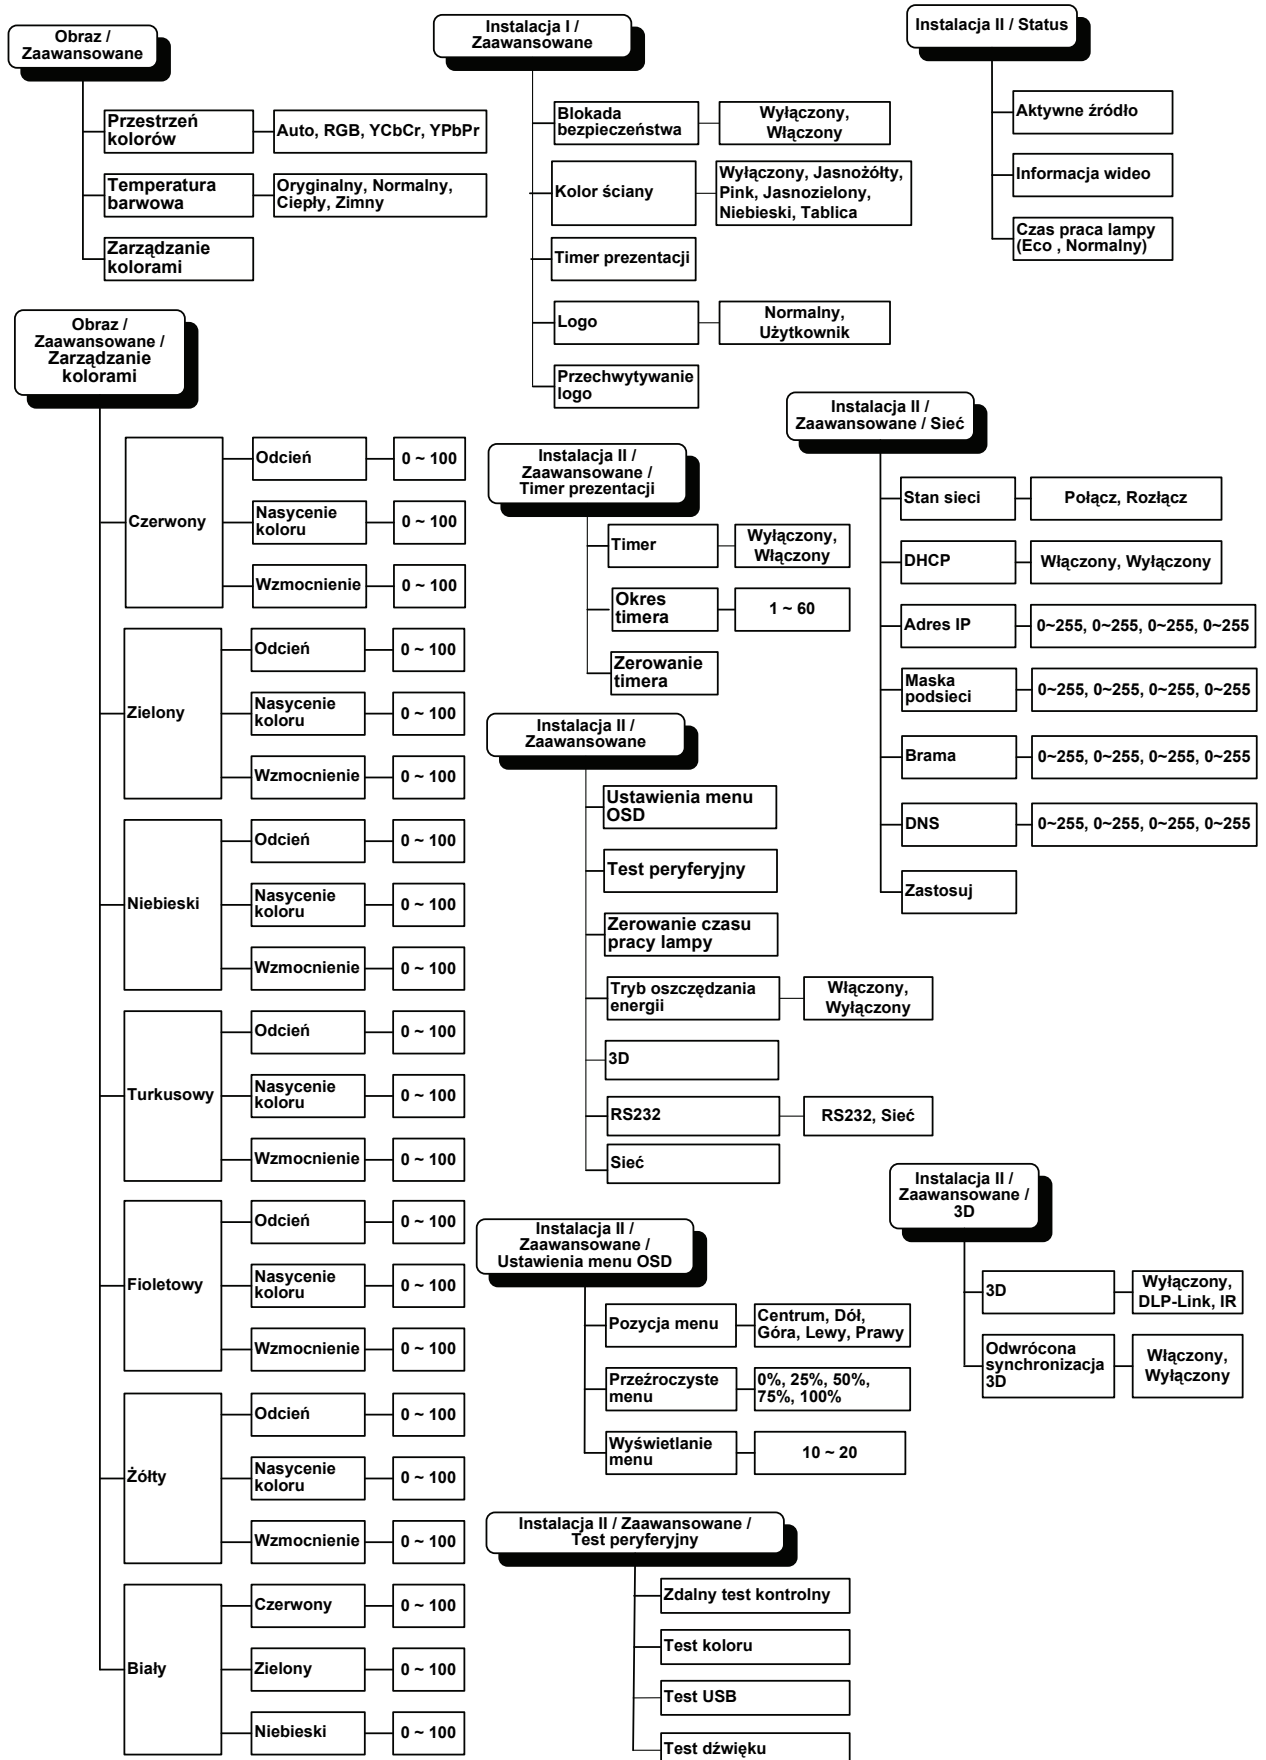 Obraz /
Zaawansowane
Przestrzeń
kolorów
Auto, RGB, YCbCr, YPbPr
Temperatura
barwowa
Oryginalny, Normalny,
Ciepły, Zimny
Zarządzanie
kolorami
Obraz /
Zaawansowane /
Zarządzanie
kolorami
Czerwony
Odcień
0 ~ 100
Nasycenie
koloru
0 ~ 100
Wzmocnienie
0 ~ 100
Zielony
Odcień
0 ~ 100
Nasycenie
koloru
0 ~ 100
Wzmocnienie
0 ~ 100
Niebieski
Odcień
0 ~ 100
Nasycenie
koloru
0 ~ 100
Wzmocnienie
0 ~ 100
Turkusowy
Odcień
0 ~ 100
Nasycenie
koloru
0 ~ 100
Wzmocnienie
0 ~ 100
Fioletowy
Odcień
0 ~ 100
Nasycenie
koloru
0 ~ 100
Wzmocnienie
0 ~ 100
Żółty
Odcień
0 ~ 100
Nasycenie
koloru
0 ~ 100
Wzmocnienie
0 ~ 100
Biały
Czerwony
0 ~ 100
Zielony
0 ~ 100
Niebieski
0 ~ 100
Instalacja I /
Zaawansowane
Blokada
bezpieczeństwa
Wyłączony,
Włączony
Kolor ściany
Wyłączony, Jasnożółty,
Pink, Jasnozielony,
Niebieski, Tablica
Timer prezentacji
Logo
Normalny,
Użytkownik
Przechwytywanie
logo
Instalacja II /
Zaawansowane /
Timer prezentacji
Timer
Wyłączony,
Włączony
Okres
timera
1 ~ 60
Zerowanie
timera
Instalacja II /
Zaawansowane
Ustawienia menu
OSD
Test peryferyjny
Zerowanie czasu
pracy lampy
Tryb oszczędzania
energii
Włączony,
Wyłączony
3D
RS232
RS232, Sieć
Sieć
Instalacja II /
Zaawansowane /
Ustawienia menu OSD
Pozycja menu
Centrum, Dół,
Góra, Lewy, Prawy
Przeźroczyste
menu
0%, 25%, 50%,
75%, 100%
Wyświetlanie
menu
10 ~ 20
Instalacja II / Zaawansowane /
Test peryferyjny
Zdalny test kontrolny
Test koloru
Test USB
Test dźwięku
Instalacja II / Status
Aktywne źródło
Informacja wideo
Czas praca lampy
(Eco , Normalny)
Instalacja II /
Zaawansowane / Sieć
Stan sieci
Połącz, Rozłącz
DHCP
Włączony, Wyłączony
Adres IP
0~255, 0~255, 0~255, 0~255
Maska
podsieci
0~255, 0~255, 0~255, 0~255
Brama
0~255, 0~255, 0~255, 0~255
DNS
0~255, 0~255, 0~255, 0~255
Zastosuj
Instalacja II /
Zaawansowane /
3D
3D
Wyłączony,
DLP-Link, IR
Odwrócona
synchronizacja
3D
Włączony,
Wyłączony